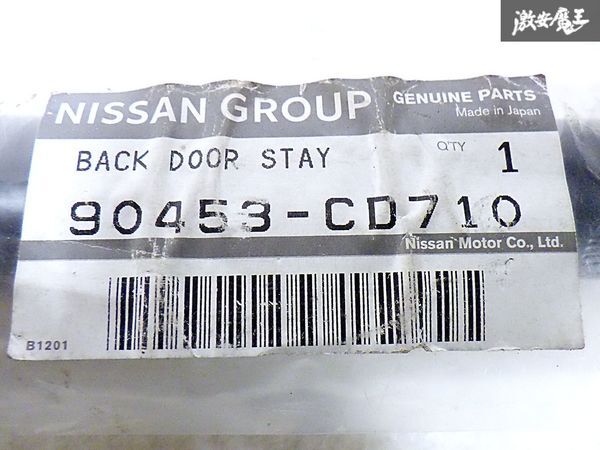 激安魔王
NISSAN GROUP
GENUINE PARTS
Made in Japan
BACK DOOR STAY
Q'TY 1
90453-CD710
Nissan Motor Co., Ltd.
B1201